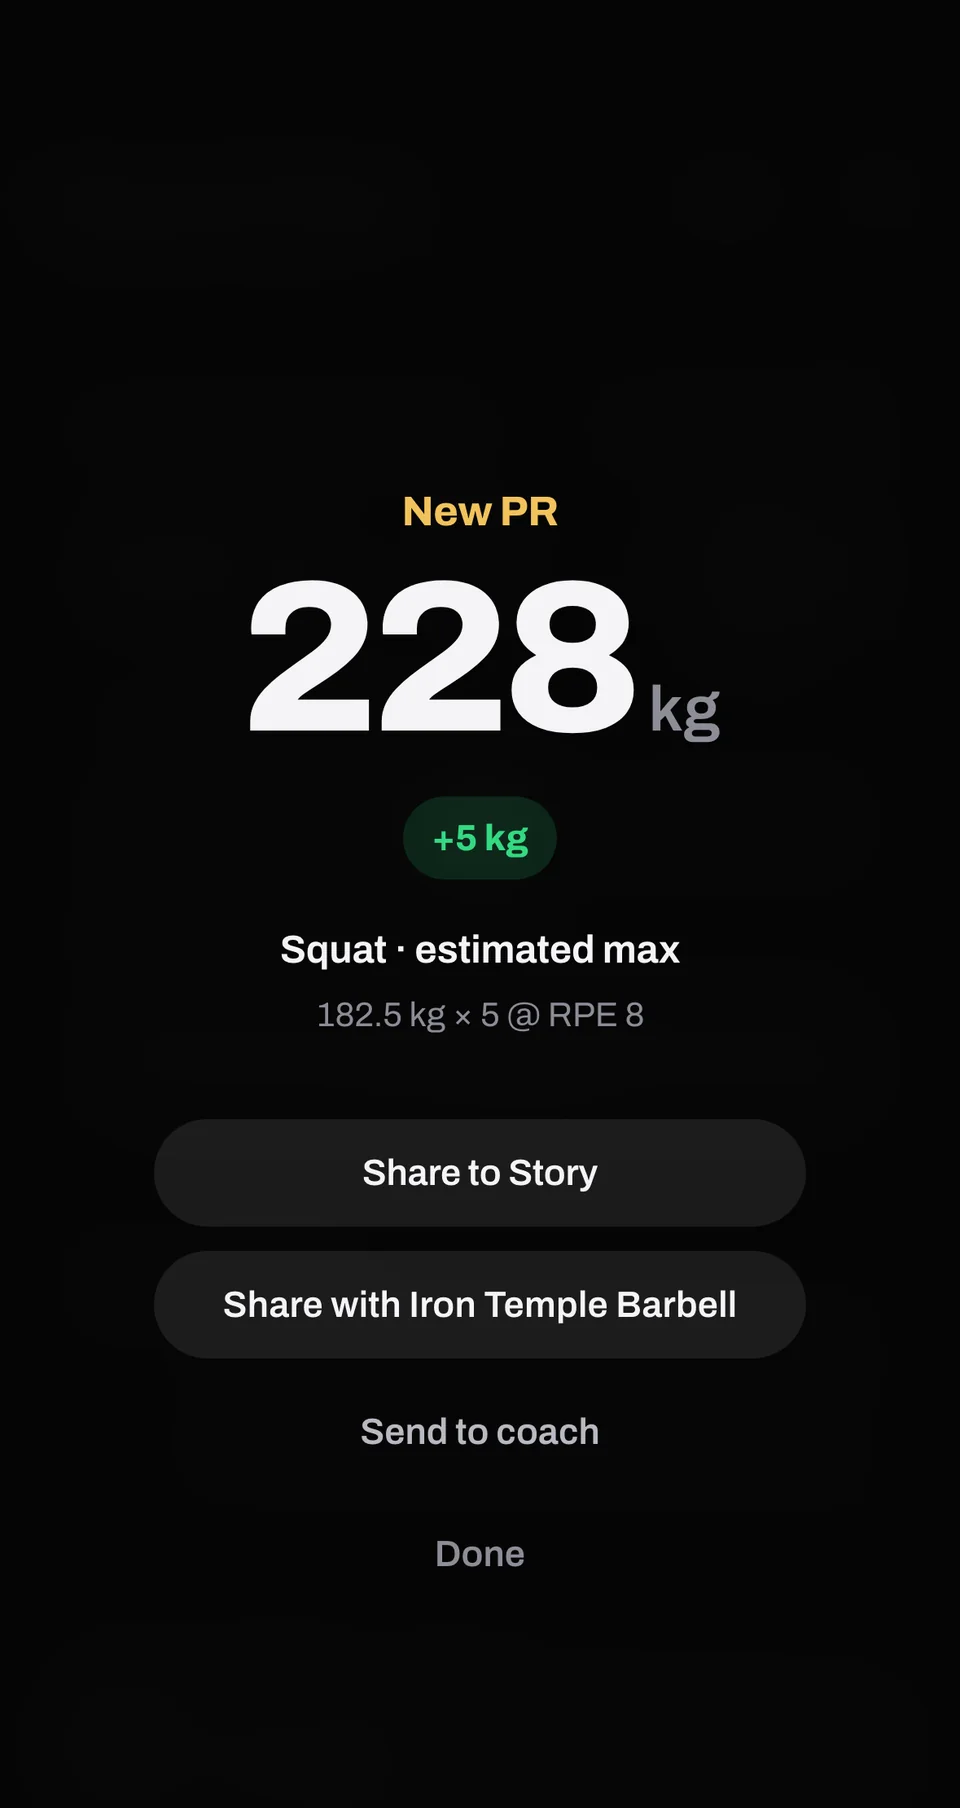 New PR
228 kg
+5 kg
Squat · estimated max
182.5 kg × 5 @ RPE 8
Share to Story
Share with Iron Temple Barbell
Send to coach
Done